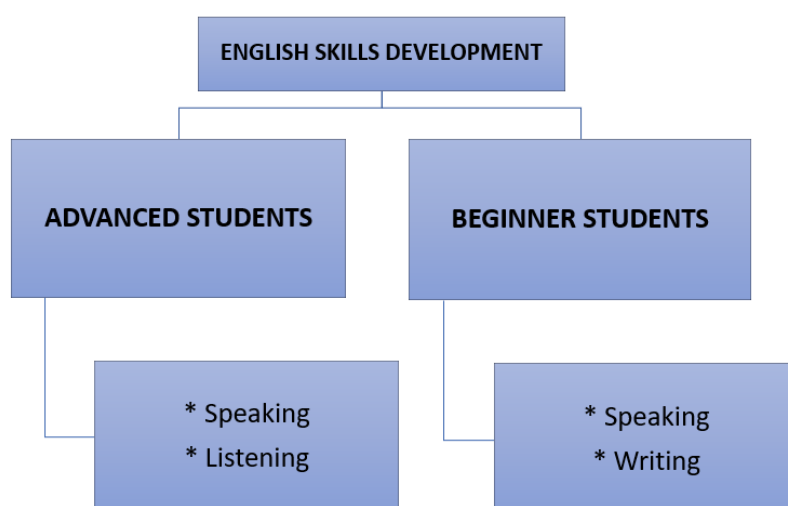 ENGLISH SKILLS DEVELOPMENT
ADVANCED STUDENTS
BEGINNER STUDENTS
* Speaking
* Listening
* Speaking
* Writing